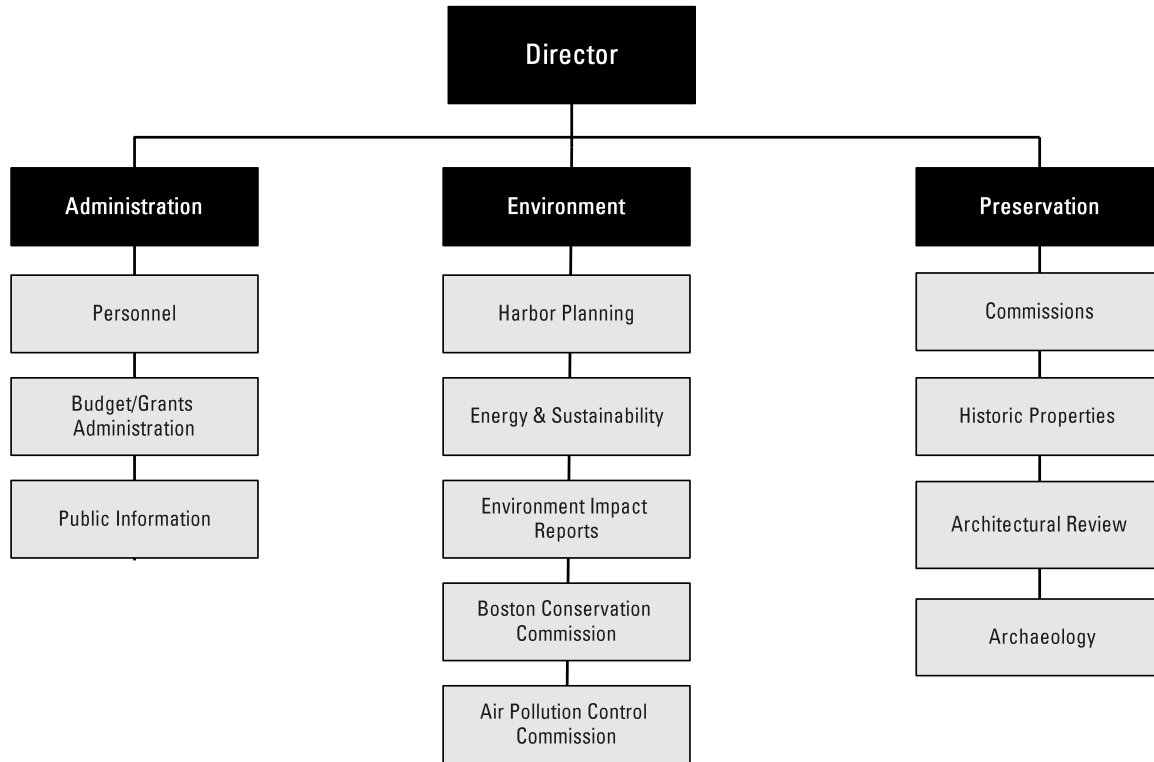 Director
Administration
Environment
Preservation
Personnel
Budget/Grants
Administration
Public Information
Harbor Planning
Energy & Sustainability
Environment Impact
Reports
Boston Conservation
Commission
Air Pollution Control
Commission
Commissions
Historic Properties
Architectural Review
Archaeology